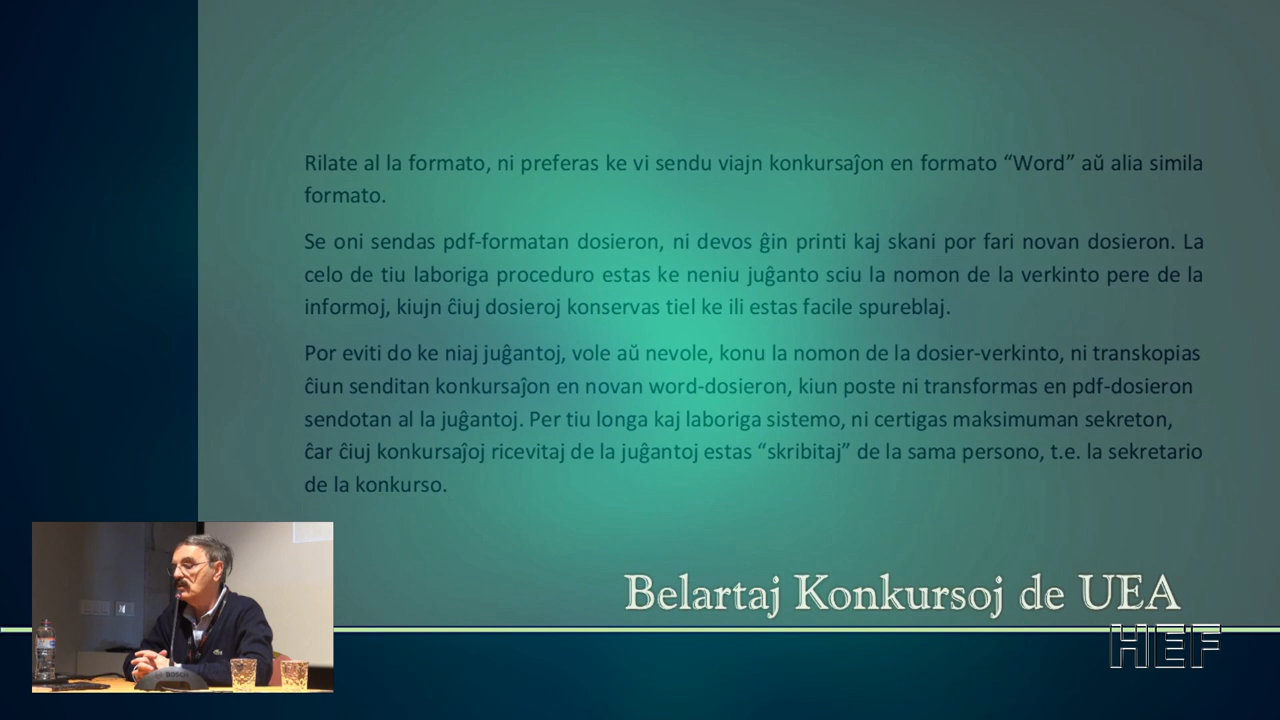 Rilate al la formato, ni preferas ke vi sendu viajn konkursaĵon en formato “Word” aŭ alia simila
formato.
Se oni sendas pdf-formatan dosieron, ni devos ĝin printi kaj skani por fari novan dosieron. La
celo de tiu laboriga proceduro estas ke neniu juĝanto sciu la nomon de la verkinto pere de la
informoj, kiujn ĉiuj dosieroj konservas tiel ke ili estas facile spureblaj.
Por eviti do ke niaj juĝantoj, vole aŭ nevole, konu la nomon de la dosier-verkinto, ni transkopias
ĉiun senditan konkursaĵon en novan word-dosieron, kiun poste ni transformas en pdf-dosieron
sendotan al la juĝantoj. Per tiu longa kaj laboriga sistemo, ni certigas maksimuman sekreton,
ĉar ĉiuj konkursaĵoj ricevitaj de la juĝantoj estas “skribitaj” de la sama persono, t.e. la sekretario
de la konkurso.
Belartaj Konkursoj de UEA
HEF
BOSCH